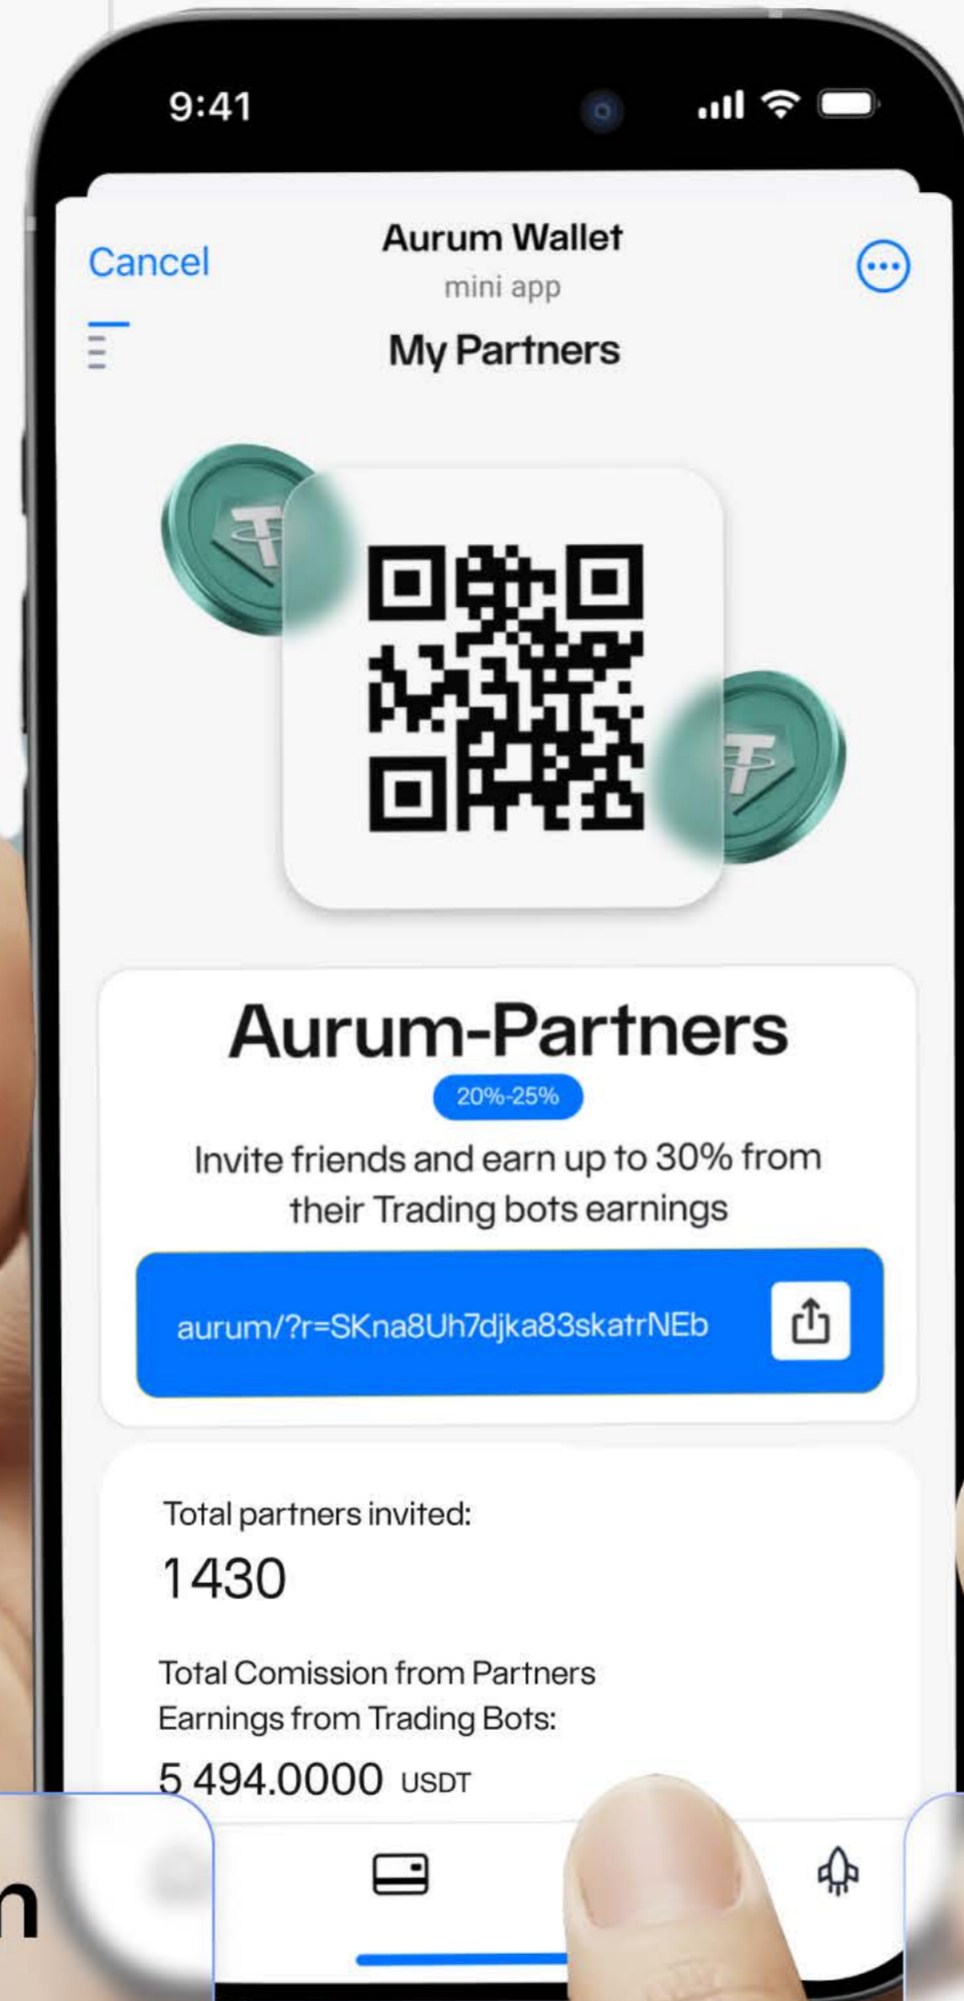 9:41
Cancel
Aurum Wallet
mini app
My Partners
Aurum-Partners
20%-25%
Invite friends and earn up to 30% from
their Trading bots earnings
aurum/?r=SKna8Uh7djka83skatrNEb
Total partners invited:
1430
Total Comission from Partners
Earnings from Trading Bots:
5 494.0000 USDT